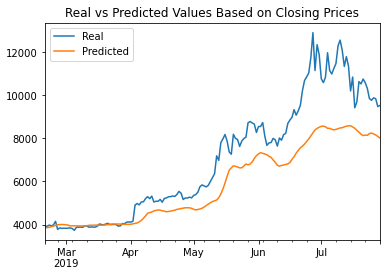 Real vs Predicted Values Based on Closing Prices
Real
Predicted
12000
10000
8000
6000
4000
Mar
2019
Apr
May
Jun
Jul